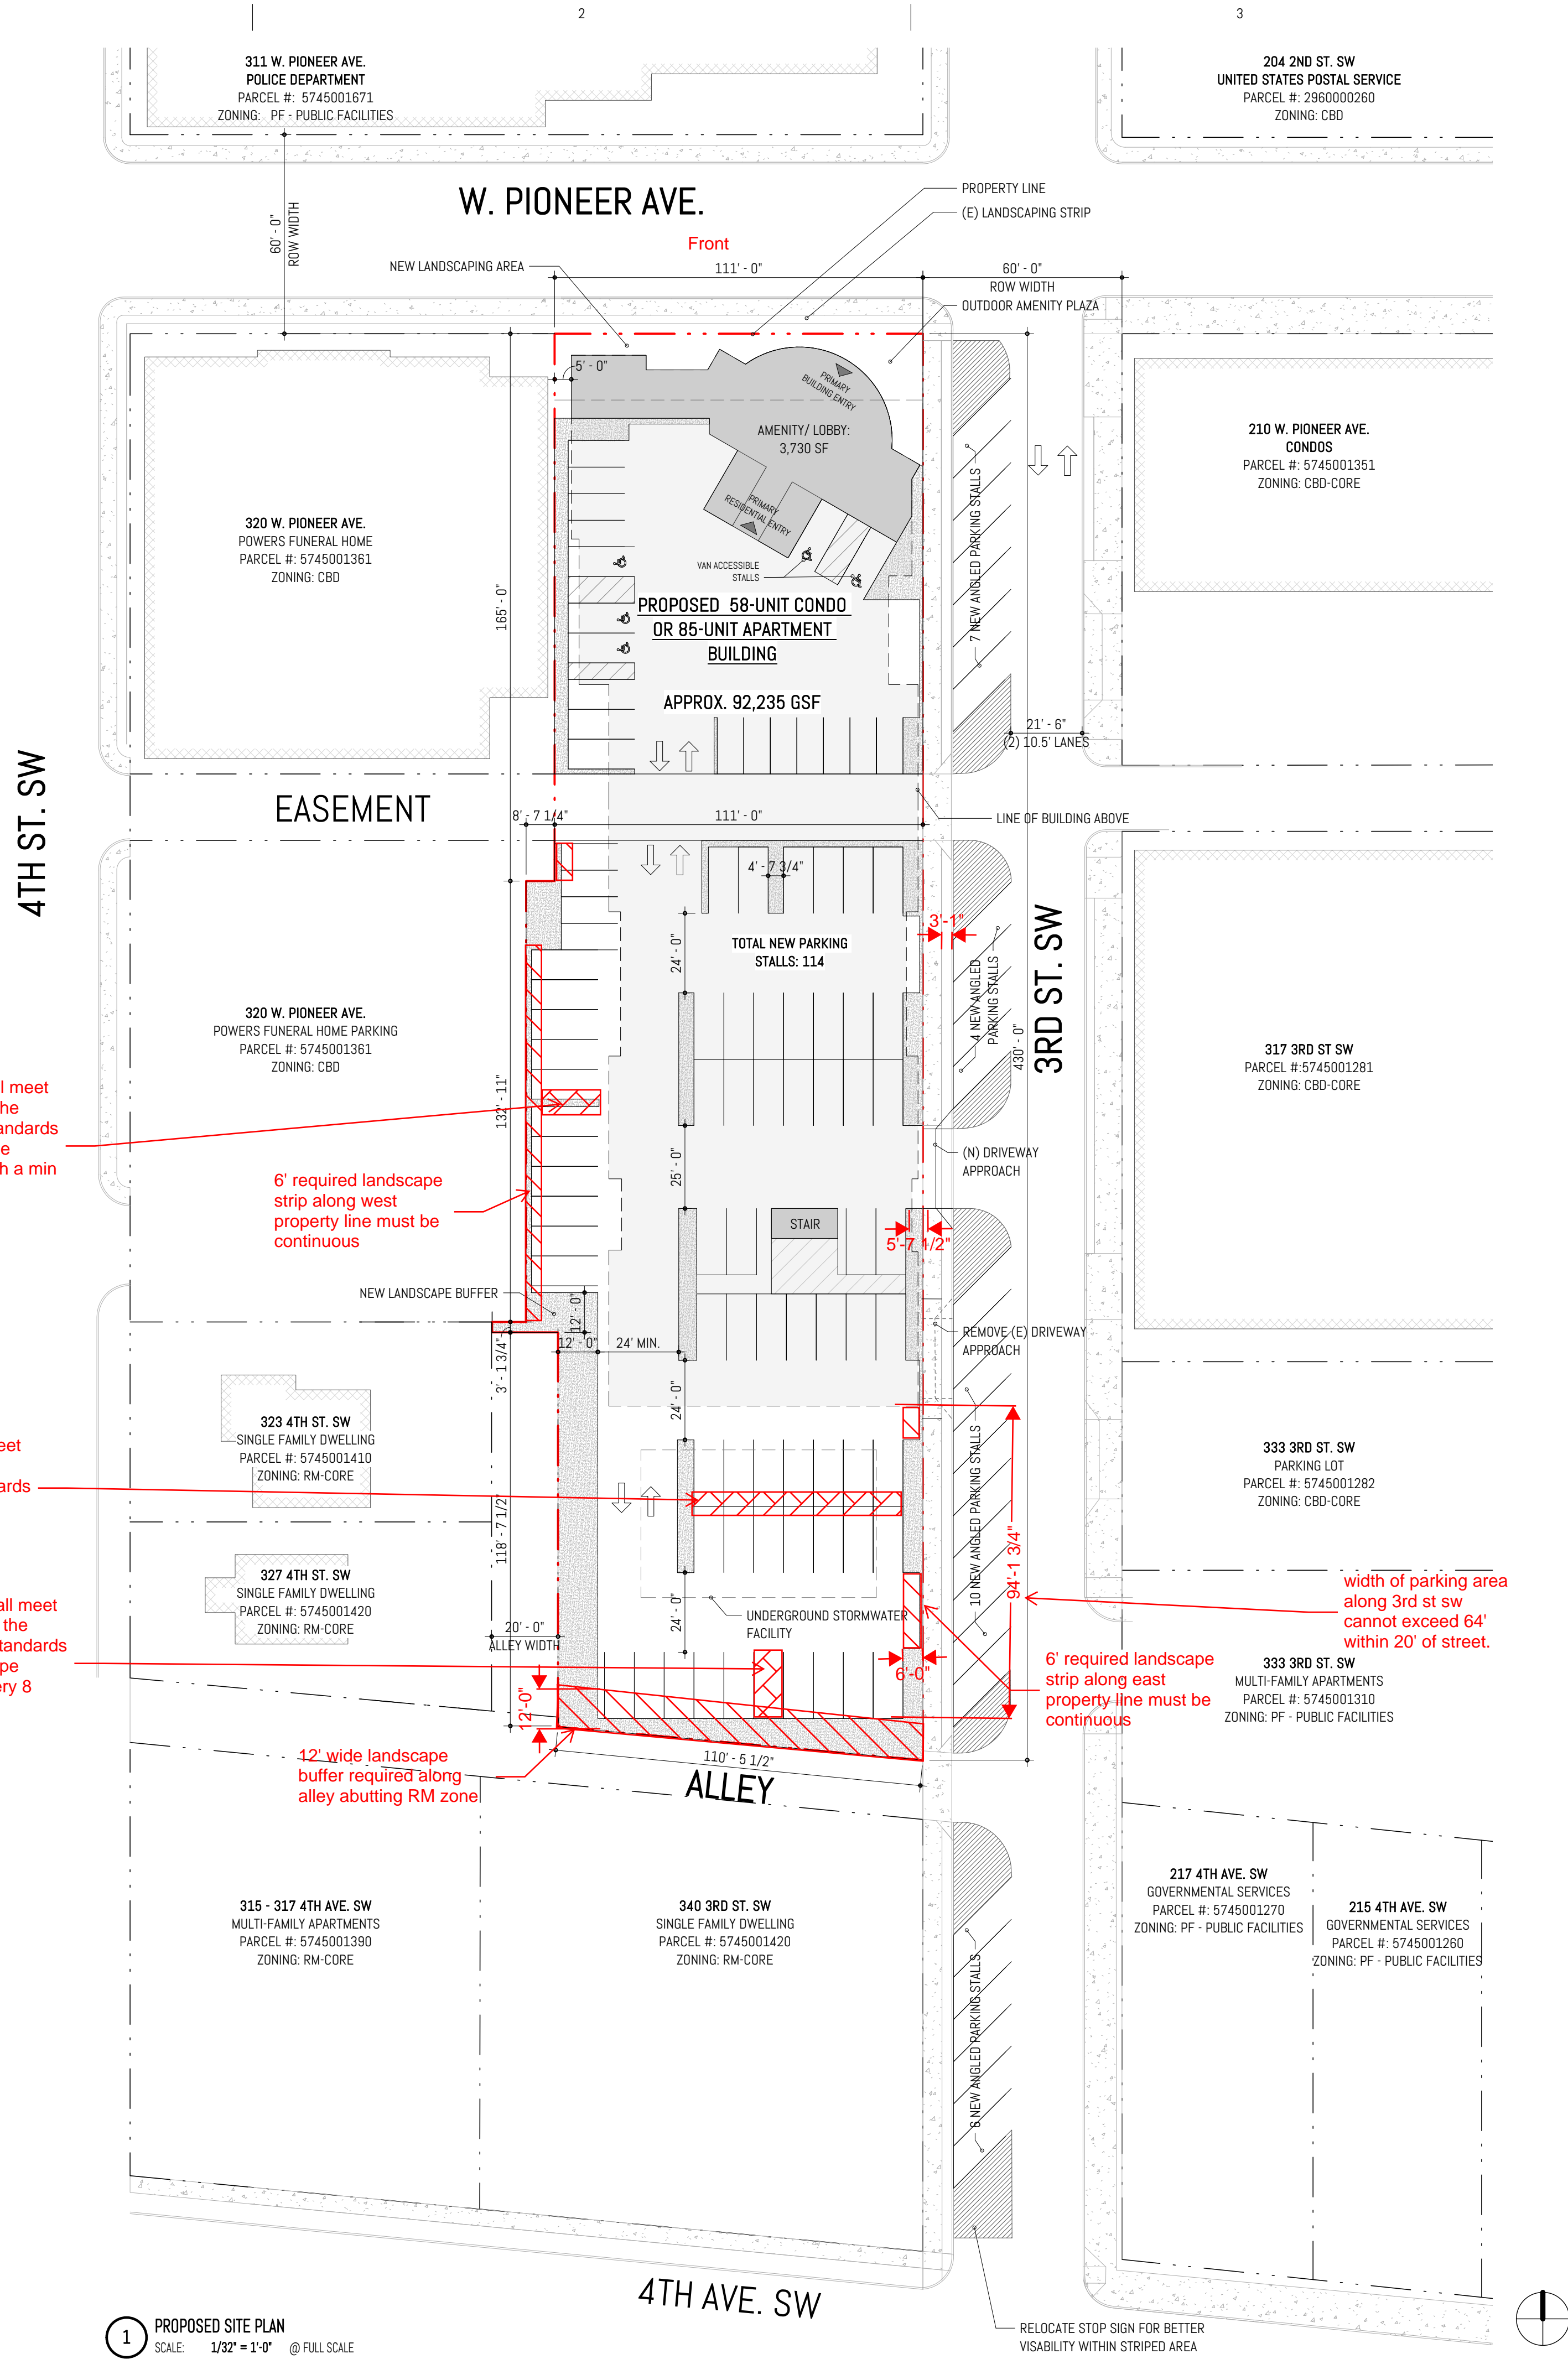 2
3
311 W. PIONEER AVE.
POLICE DEPARTMENT
PARCEL #: 5745001671
ZONING: PF - PUBLIC FACILITIES
204 2ND ST. SW
UNITED STATES POSTAL SERVICE
PARCEL #: 2960000260
ZONING: CBD
W. PIONEER AVE.
60' - 0"
ROW WIDTH
PROPERTY LINE
(E) LANDSCAPING STRIP
Front
NEW LANDSCAPING AREA
111' - 0"
60' - 0"
ROW WIDTH
OUTDOOR AMENITY PLAZA
5' - 0"
PRIMARY
BUILDING ENTRY
AMENITY/ LOBBY:
3,730 SF
PRIMARY
RESIDENTIAL ENTRY
VAN ACCESSIBLE
STALLS
320 W. PIONEER AVE.
POWERS FUNERAL HOME
PARCEL #: 5745001361
ZONING: CBD
210 W. PIONEER AVE.
CONDOS
PARCEL #: 5745001351
ZONING: CBD-CORE
7 NEW ANGLED PARKING STALLS
165' - 0"
PROPOSED 58-UNIT CONDO
OR 85-UNIT APARTMENT
BUILDING
APPROX. 92,235 GSF
21' - 6"
(2) 10.5' LANES
4TH ST. SW
EASEMENT
8' - 7 1/4"
111' - 0"
LINE OF BUILDING ABOVE
4' - 7 3/4"
3'-1"
24' - 0"
TOTAL NEW PARKING
STALLS: 114
4 NEW ANGLED
PARKING STALLS
430' - 0"
3RD ST. SW
320 W. PIONEER AVE.
POWERS FUNERAL HOME PARKING
PARCEL #: 5745001361
ZONING: CBD
317 3RD ST SW
PARCEL #:5745001281
ZONING: CBD-CORE
132' - 11"
l meet
he
andards
e
h a min
6' required landscape
strip along west
property line must be
continuous
25' - 0"
(N) DRIVEWAY
APPROACH
STAIR
5'-7 1/2"
NEW LANDSCAPE BUFFER
12' - 0"
12' - 0"
24' MIN.
3' - 1 3/4"
REMOVE (E) DRIVEWAY
APPROACH
24' - 0"
323 4TH ST. SW
SINGLE FAMILY DWELLING
PARCEL #: 5745001410
ZONING: RM-CORE
333 3RD ST. SW
PARKING LOT
PARCEL #: 5745001282
ZONING: CBD-CORE
eet
ards
118' - 7 1/2"
10 NEW ANGLED PARKING STALLS
94'-1 3/4"
327 4TH ST. SW
SINGLE FAMILY DWELLING
PARCEL #: 5745001420
ZONING: RM-CORE
all meet
the
standards
pe
ery 8
20' - 0"
ALLEY WIDTH
24' - 0"
UNDERGROUND STORMWATER
FACILITY
width of parking area
along 3rd st sw
cannot exceed 64'
within 20' of street.
6'-0"
6' required landscape
strip along east
property line must be
continuous
333 3RD ST. SW
MULTI-FAMILY APARTMENTS
PARCEL #: 5745001310
ZONING: PF - PUBLIC FACILITIES
12'-0"
12' wide landscape
buffer required along
alley abutting RM zone
110' - 5 1/2"
ALLEY
315 - 317 4TH AVE. SW
MULTI-FAMILY APARTMENTS
PARCEL #: 5745001390
ZONING: RM-CORE
340 3RD ST. SW
SINGLE FAMILY DWELLING
PARCEL #: 5745001420
ZONING: RM-CORE
217 4TH AVE. SW
GOVERNMENTAL SERVICES
PARCEL #: 5745001270
ZONING: PF - PUBLIC FACILITIES
215 4TH AVE. SW
GOVERNMENTAL SERVICES
PARCEL #: 5745001260
ZONING: PF - PUBLIC FACILITIES
6 NEW ANGLED PARKING STALLS
4TH AVE. SW
RELOCATE STOP SIGN FOR BETTER
VISABILITY WITHIN STRIPED AREA
1
PROPOSED SITE PLAN
SCALE: 1/32" = 1'-0" @ FULL SCALE